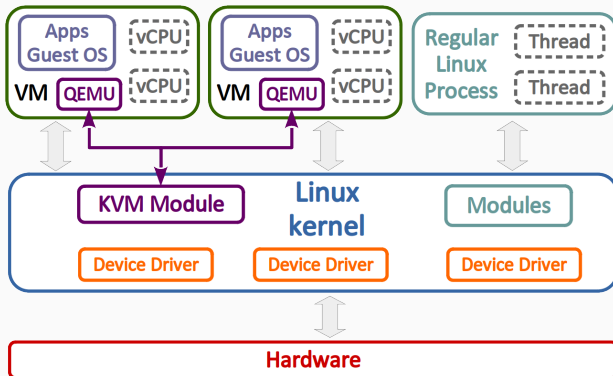 Apps
Guest OS
vCPU
vCPU
VM
QEMU
Apps
Guest OS
vCPU
vCPU
VM
QEMU
Regular
Linux
Process
Thread
Thread
KVM Module
Linux
kernel
Modules
Device Driver
Device Driver
Device Driver
Hardware